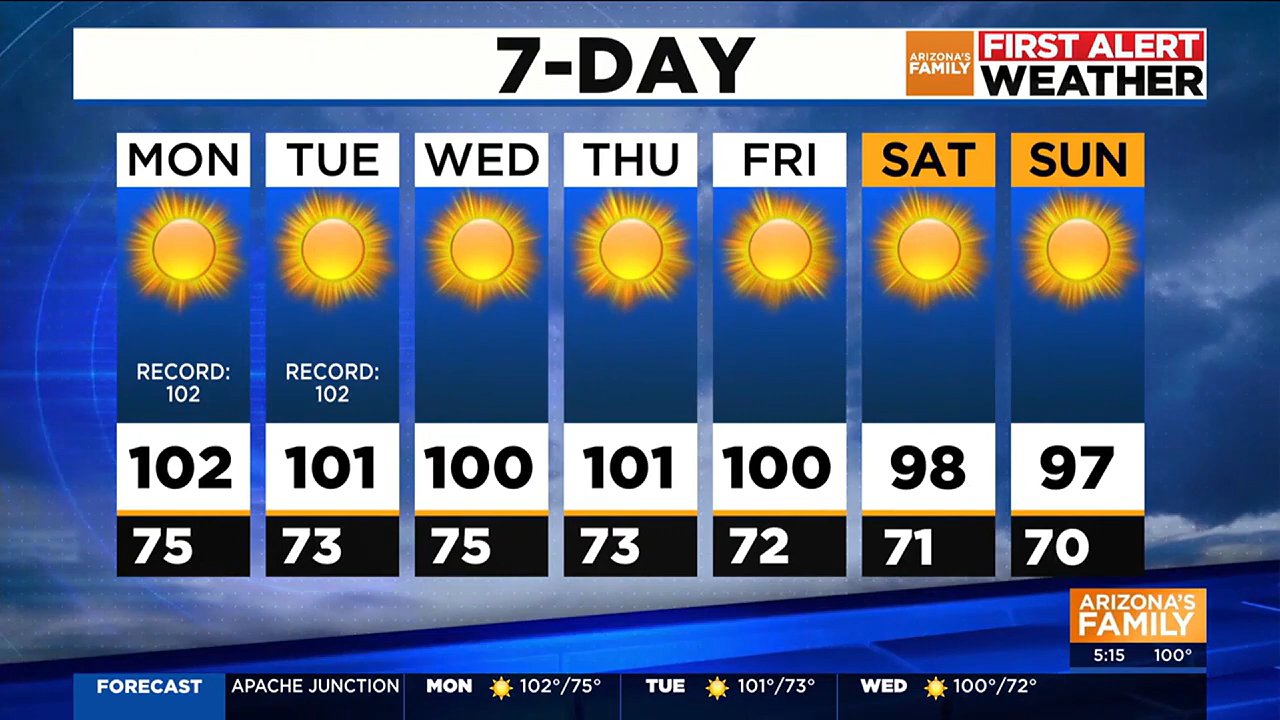 7-DAY
ARIZONA'S
FAMILY
FIRST ALERT
WEATHER
MON TUE WED THU FRI SAT SUN
RECORD: RECORD:
102 102
102 101 100 101 100 98 97
75 73 75 73 72 71 70
ARIZONA'S
FAMILY
5:15 100°
FORECAST APACHE JUNCTION MON 102°/75° TUE 101°/73° WED 100°/72°